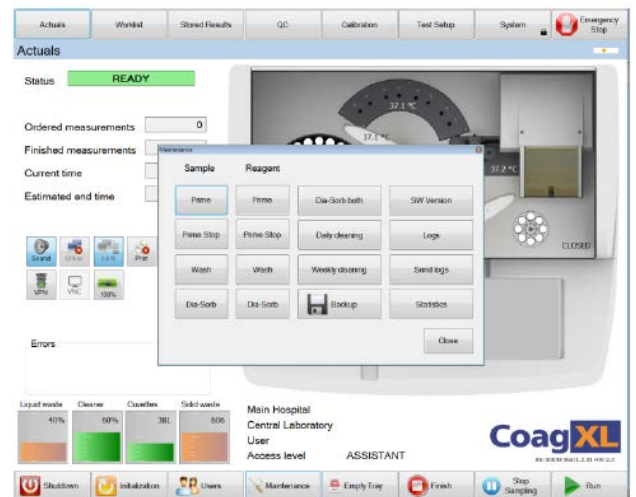 Actuals Worklist Stored Results QC Calibration Test Setup System Emergency Stop
Actuals
Status READY
Ordered measurements 0
Finished measurements
Current time
Estimated end time
Maintenance
Sample Reagent
Prime Prime Dia-Sorb both SW Version
Prime Stop Prime Stop Daily cleaning Logs
Wash Wash Weekly cleaning Send logs
Dia-Sorb Dia-Sorb Backup Statistics
Close
37.1 °C
37.1 °C
37.2 °C
CLOSED
Sound Online Print
VPN VNC 100%
Errors
Liquid waste Cleaner Cuvettes Solid waste
40% 60% 381 606
Main Hospital
Central Laboratory
User
Access level ASSISTANT
CoagXL
Shutdown Initialization Users Maintenance Empty Tray Finish Stop Sampling Run